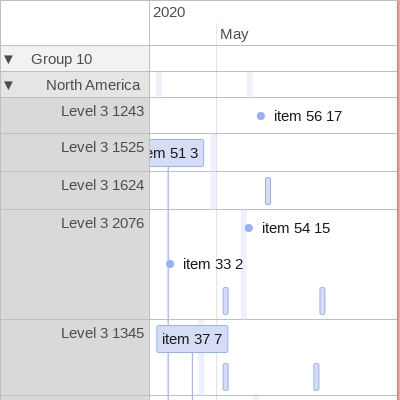 2020
May
▼ Group 10
▼ North America
Level 3 1243
item 56 17
Level 3 1525
em 51 3
Level 3 1624
Level 3 2076
item 54 15
item 33 2
Level 3 1345
item 37 7